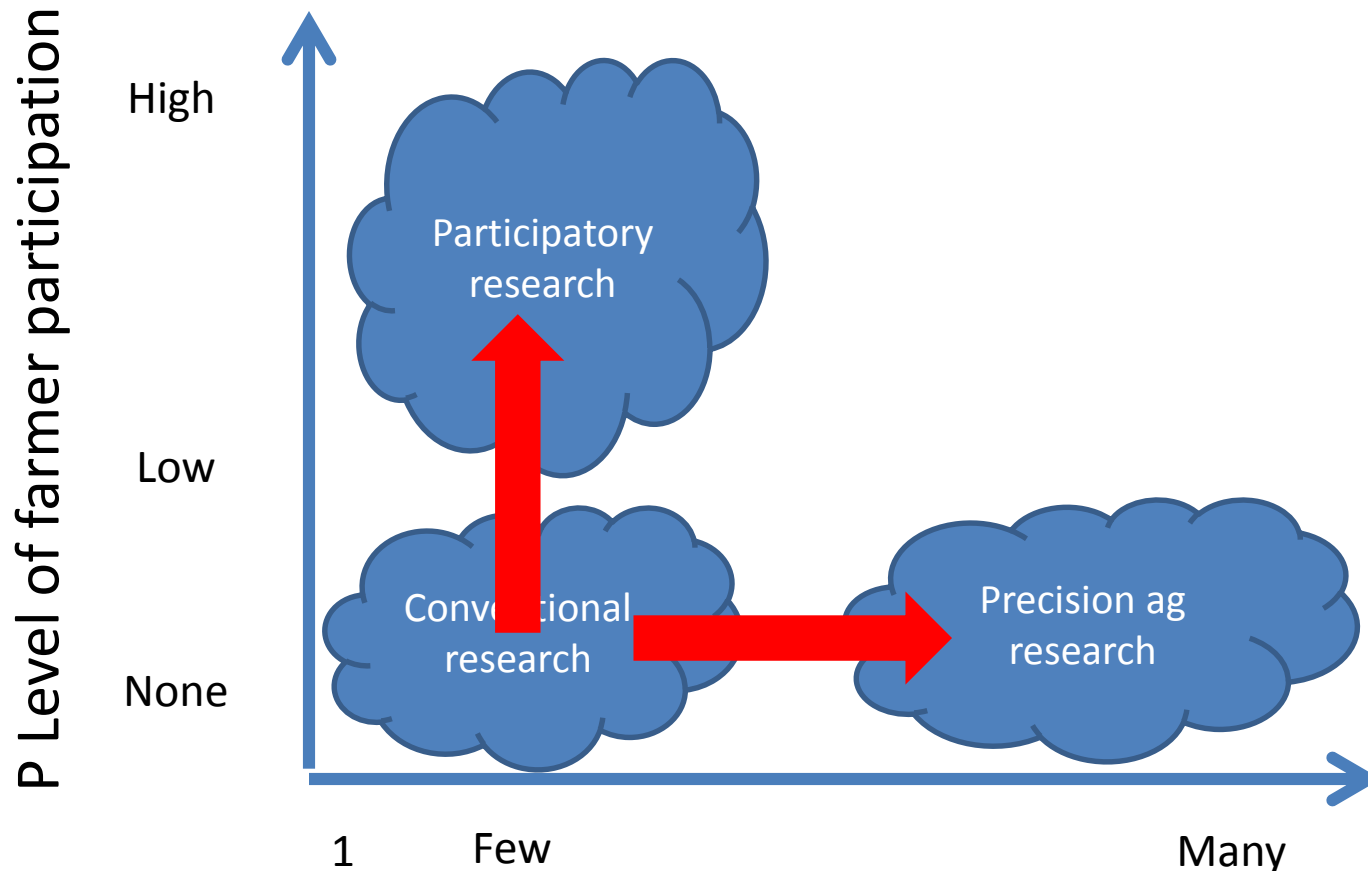 P Level of farmer participation
High
Participatory
research
Low
Conventional
research
Precision ag
research
None
1
Few
Many